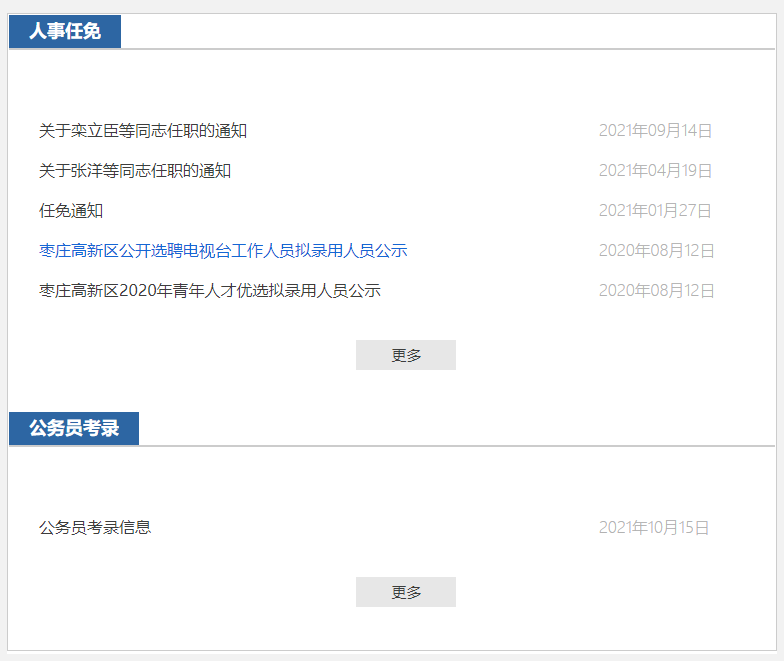 人事任免
关于栾立臣等同志任职的通知 2021年09月14日
关于张洋等同志任职的通知 2021年04月19日
任免通知 2021年01月27日
枣庄高新区公开选聘电视台工作人员拟录用人员公示 2020年08月12日
枣庄高新区2020年青年人才优选拟录用人员公示 2020年08月12日
更多
公务员考录
公务员考录信息 2021年10月15日
更多